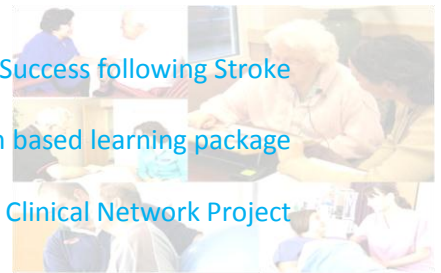 Success following Stroke
based learning package
Clinical Network Project